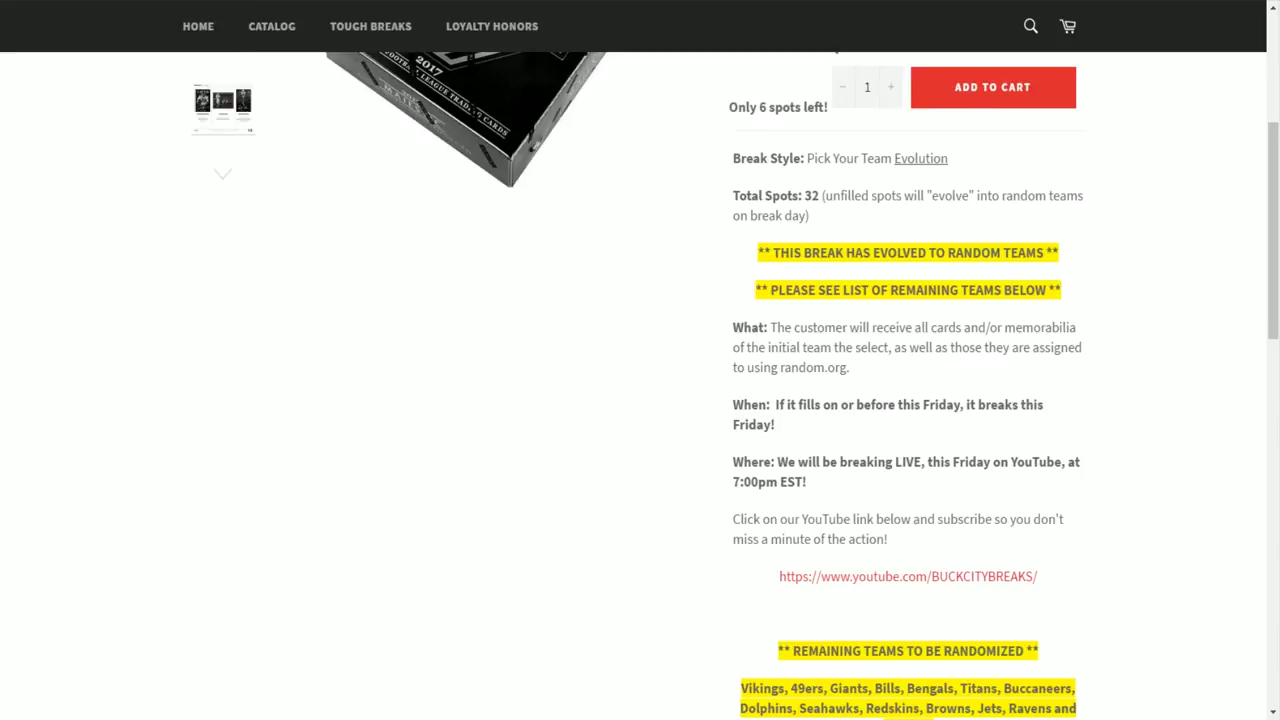 HOME CATALOG TOUGH BREAKS LOYALTY HONORS
2017
− 1 +
ADD TO CART
Only 6 spots left!
Break Style: Pick Your Team Evolution
Total Spots: 32 (unfilled spots will "evolve" into random teams
on break day)
** THIS BREAK HAS EVOLVED TO RANDOM TEAMS **
** PLEASE SEE LIST OF REMAINING TEAMS BELOW **
What: The customer will receive all cards and/or memorabilia
of the initial team the select, as well as those they are assigned
to using random.org.
When: If it fills on or before this Friday, it breaks this
Friday!
Where: We will be breaking LIVE, this Friday on YouTube, at
7:00pm EST!
Click on our YouTube link below and subscribe so you don't
miss a minute of the action!
https://www.youtube.com/BUCKCITYBREAKS/
** REMAINING TEAMS TO BE RANDOMIZED **
Vikings, 49ers, Giants, Bills, Bengals, Titans, Buccaneers,
Dolphins, Seahawks, Redskins, Browns, Jets, Ravens and